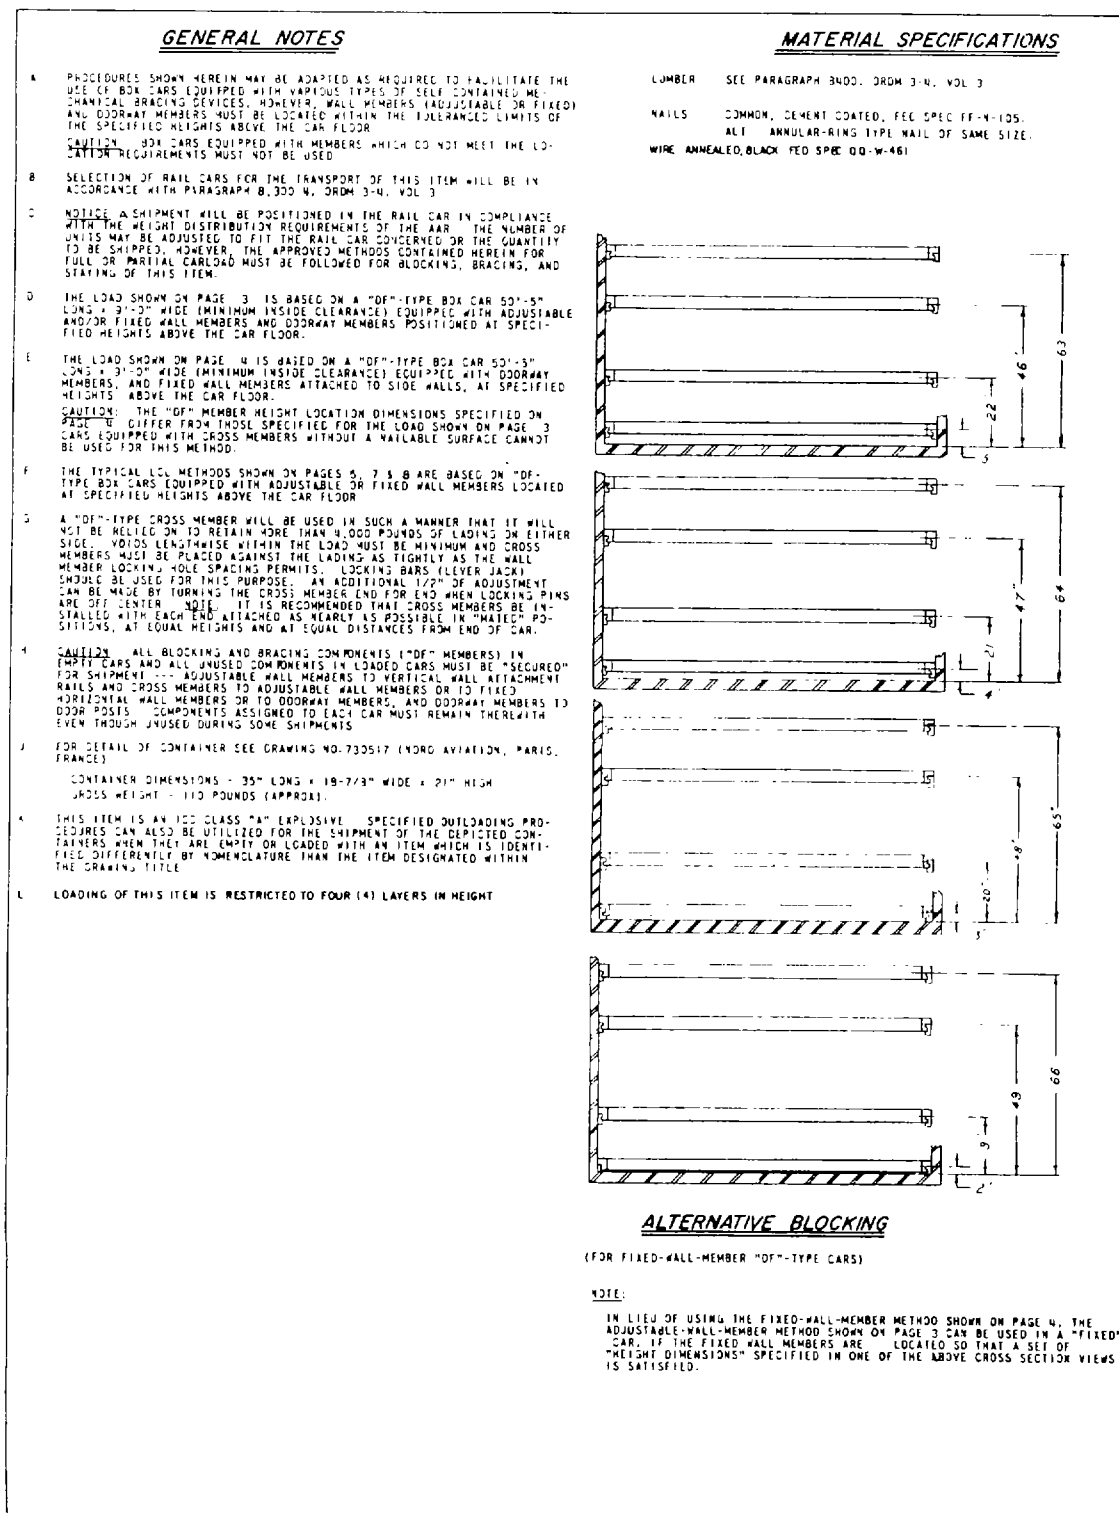 GENERAL NOTES
A PROCEDURES SHOWN HEREIN MAY BE ADAPTED AS REQUIRED TO FACILITATE THE
USE OF BOX CARS EQUIPPED WITH VARIOUS TYPES OF SELF CONTAINED ME-
CHANICAL BRACING DEVICES, HOWEVER, WALL MEMBERS (ADJUSTABLE OR FIXED)
AND DOORWAY MEMBERS MUST BE LOCATED WITHIN THE TOLERANCED LIMITS OF
THE SPECIFIED HEIGHTS ABOVE THE CAR FLOOR
CAUTION: BOX CARS EQUIPPED WITH MEMBERS WHICH DO NOT MEET THE LO-
CATION REQUIREMENTS MUST NOT BE USED
B SELECTION OF RAIL CARS FOR THE TRANSPORT OF THIS ITEM WILL BE IN
ACCORDANCE WITH PARAGRAPH 8,300 4, ORDM 3-4, VOL 3
C NOTICE A SHIPMENT WILL BE POSITIONED IN THE RAIL CAR IN COMPLIANCE
WITH THE WEIGHT DISTRIBUTION REQUIREMENTS OF THE AAR THE NUMBER OF
UNITS MAY BE ADJUSTED TO FIT THE RAIL CAR CONCERNED OR THE QUANTITY
TO BE SHIPPED, HOWEVER, THE APPROVED METHODS CONTAINED HEREIN FOR
FULL OR PARTIAL CARLOAD MUST BE FOLLOWED FOR BLOCKING, BRACING, AND
STAYING OF THIS ITEM.
D THE LOAD SHOWN ON PAGE 3 IS BASED ON A "DF"-TYPE BOX CAR 50'-5"
LONG x 9'-0" WIDE (MINIMUM INSIDE CLEARANCE) EQUIPPED WITH ADJUSTABLE
AND/OR FIXED WALL MEMBERS AND DOORWAY MEMBERS POSITIONED AT SPECI-
FIED HEIGHTS ABOVE THE CAR FLOOR.
E THE LOAD SHOWN ON PAGE 4 IS BASED ON A "DF"-TYPE BOX CAR 50'-5"
LONG x 9'-0" WIDE (MINIMUM INSIDE CLEARANCE) EQUIPPED WITH DOORWAY
MEMBERS, AND FIXED WALL MEMBERS ATTACHED TO SIDE WALLS, AT SPECIFIED
HEIGHTS ABOVE THE CAR FLOOR.
CAUTION: THE "DF" MEMBER HEIGHT LOCATION DIMENSIONS SPECIFIED ON
PAGE 4 DIFFER FROM THOSE SPECIFIED FOR THE LOAD SHOWN ON PAGE 3
CARS EQUIPPED WITH CROSS MEMBERS WITHOUT A NAILABLE SURFACE CANNOT
BE USED FOR THIS METHOD.
F THE TYPICAL LCL METHODS SHOWN ON PAGES 5, 7 & 8 ARE BASED ON "DF-
TYPE BOX CARS EQUIPPED WITH ADJUSTABLE OR FIXED WALL MEMBERS LOCATED
AT SPECIFIED HEIGHTS ABOVE THE CAR FLOOR
G A "DF"-TYPE CROSS MEMBER WILL BE USED IN SUCH A MANNER THAT IT WILL
NOT BE RELIED ON TO RETAIN MORE THAN 4,000 POUNDS OF LADING ON EITHER
SIDE. VOIDS LENGTHWISE WITHIN THE LOAD MUST BE MINIMUM AND CROSS
MEMBERS MUST BE PLACED AGAINST THE LADING AS TIGHTLY AS THE WALL
MEMBER LOCKING HOLE SPACING PERMITS. LOCKING BARS (LEVER JACK)
SHOULD BE USED FOR THIS PURPOSE. AN ADDITIONAL 1/2" OF ADJUSTMENT
CAN BE MADE BY TURNING THE CROSS MEMBER END FOR END WHEN LOCKING PINS
ARE OFF CENTER NOTE: IT IS RECOMMENDED THAT CROSS MEMBERS BE IN-
STALLED WITH EACH END ATTACHED AS NEARLY AS POSSIBLE IN "MATED" PO-
SITIONS, AT EQUAL HEIGHTS AND AT EQUAL DISTANCES FROM END OF CAR.
H CAUTION ALL BLOCKING AND BRACING COMPONENTS ("DF" MEMBERS) IN
EMPTY CARS AND ALL UNUSED COMPONENTS IN LOADED CARS MUST BE "SECURED"
FOR SHIPMENT --- ADJUSTABLE WALL MEMBERS TO VERTICAL WALL ATTACHMENT
RAILS AND CROSS MEMBERS TO ADJUSTABLE WALL MEMBERS OR TO FIXED
HORIZONTAL WALL MEMBERS OR TO DOORWAY MEMBERS, AND DOORWAY MEMBERS TO
DOOR POSTS COMPONENTS ASSIGNED TO EACH CAR MUST REMAIN THEREWITH
EVEN THOUGH UNUSED DURING SOME SHIPMENTS
J FOR DETAIL OF CONTAINER SEE DRAWING NO-730517 (NORD AVIATION, PARIS,
FRANCE)
CONTAINER DIMENSIONS - 35" LONG x 19-7/8" WIDE x 21" HIGH
GROSS WEIGHT - 110 POUNDS (APPROX).
K THIS ITEM IS AN ICC CLASS "A" EXPLOSIVE SPECIFIED OUTLOADING PRO-
CEDURES CAN ALSO BE UTILIZED FOR THE SHIPMENT OF THE DEPICTED CON-
TAINERS WHEN THEY ARE EMPTY OR LOADED WITH AN ITEM WHICH IS IDENTI-
FIED DIFFERENTLY BY NOMENCLATURE THAN THE ITEM DESIGNATED WITHIN
THE DRAWING TITLE
L LOADING OF THIS ITEM IS RESTRICTED TO FOUR (4) LAYERS IN HEIGHT
MATERIAL SPECIFICATIONS
LUMBER SEE PARAGRAPH 3400, ORDM 3-4, VOL 3
NAILS COMMON, CEMENT COATED, FED SPEC FF-N-105.
ALT ANNULAR-RING TYPE NAIL OF SAME SIZE.
WIRE ANNEALED, BLACK FED SPEC QQ-W-461
63
46"
22
5
64
47"
21
4
65"
48"
20"
3
66
49
9
2"
ALTERNATIVE BLOCKING
(FOR FIXED-WALL-MEMBER "DF"-TYPE CARS)
NOTE:
IN LIEU OF USING THE FIXED-WALL-MEMBER METHOD SHOWN ON PAGE 4, THE
ADJUSTABLE-WALL-MEMBER METHOD SHOWN ON PAGE 3 CAN BE USED IN A "FIXED"
CAR, IF THE FIXED WALL MEMBERS ARE LOCATED SO THAT A SET OF
"HEIGHT DIMENSIONS" SPECIFIED IN ONE OF THE ABOVE CROSS SECTION VIEWS
IS SATISFIED.